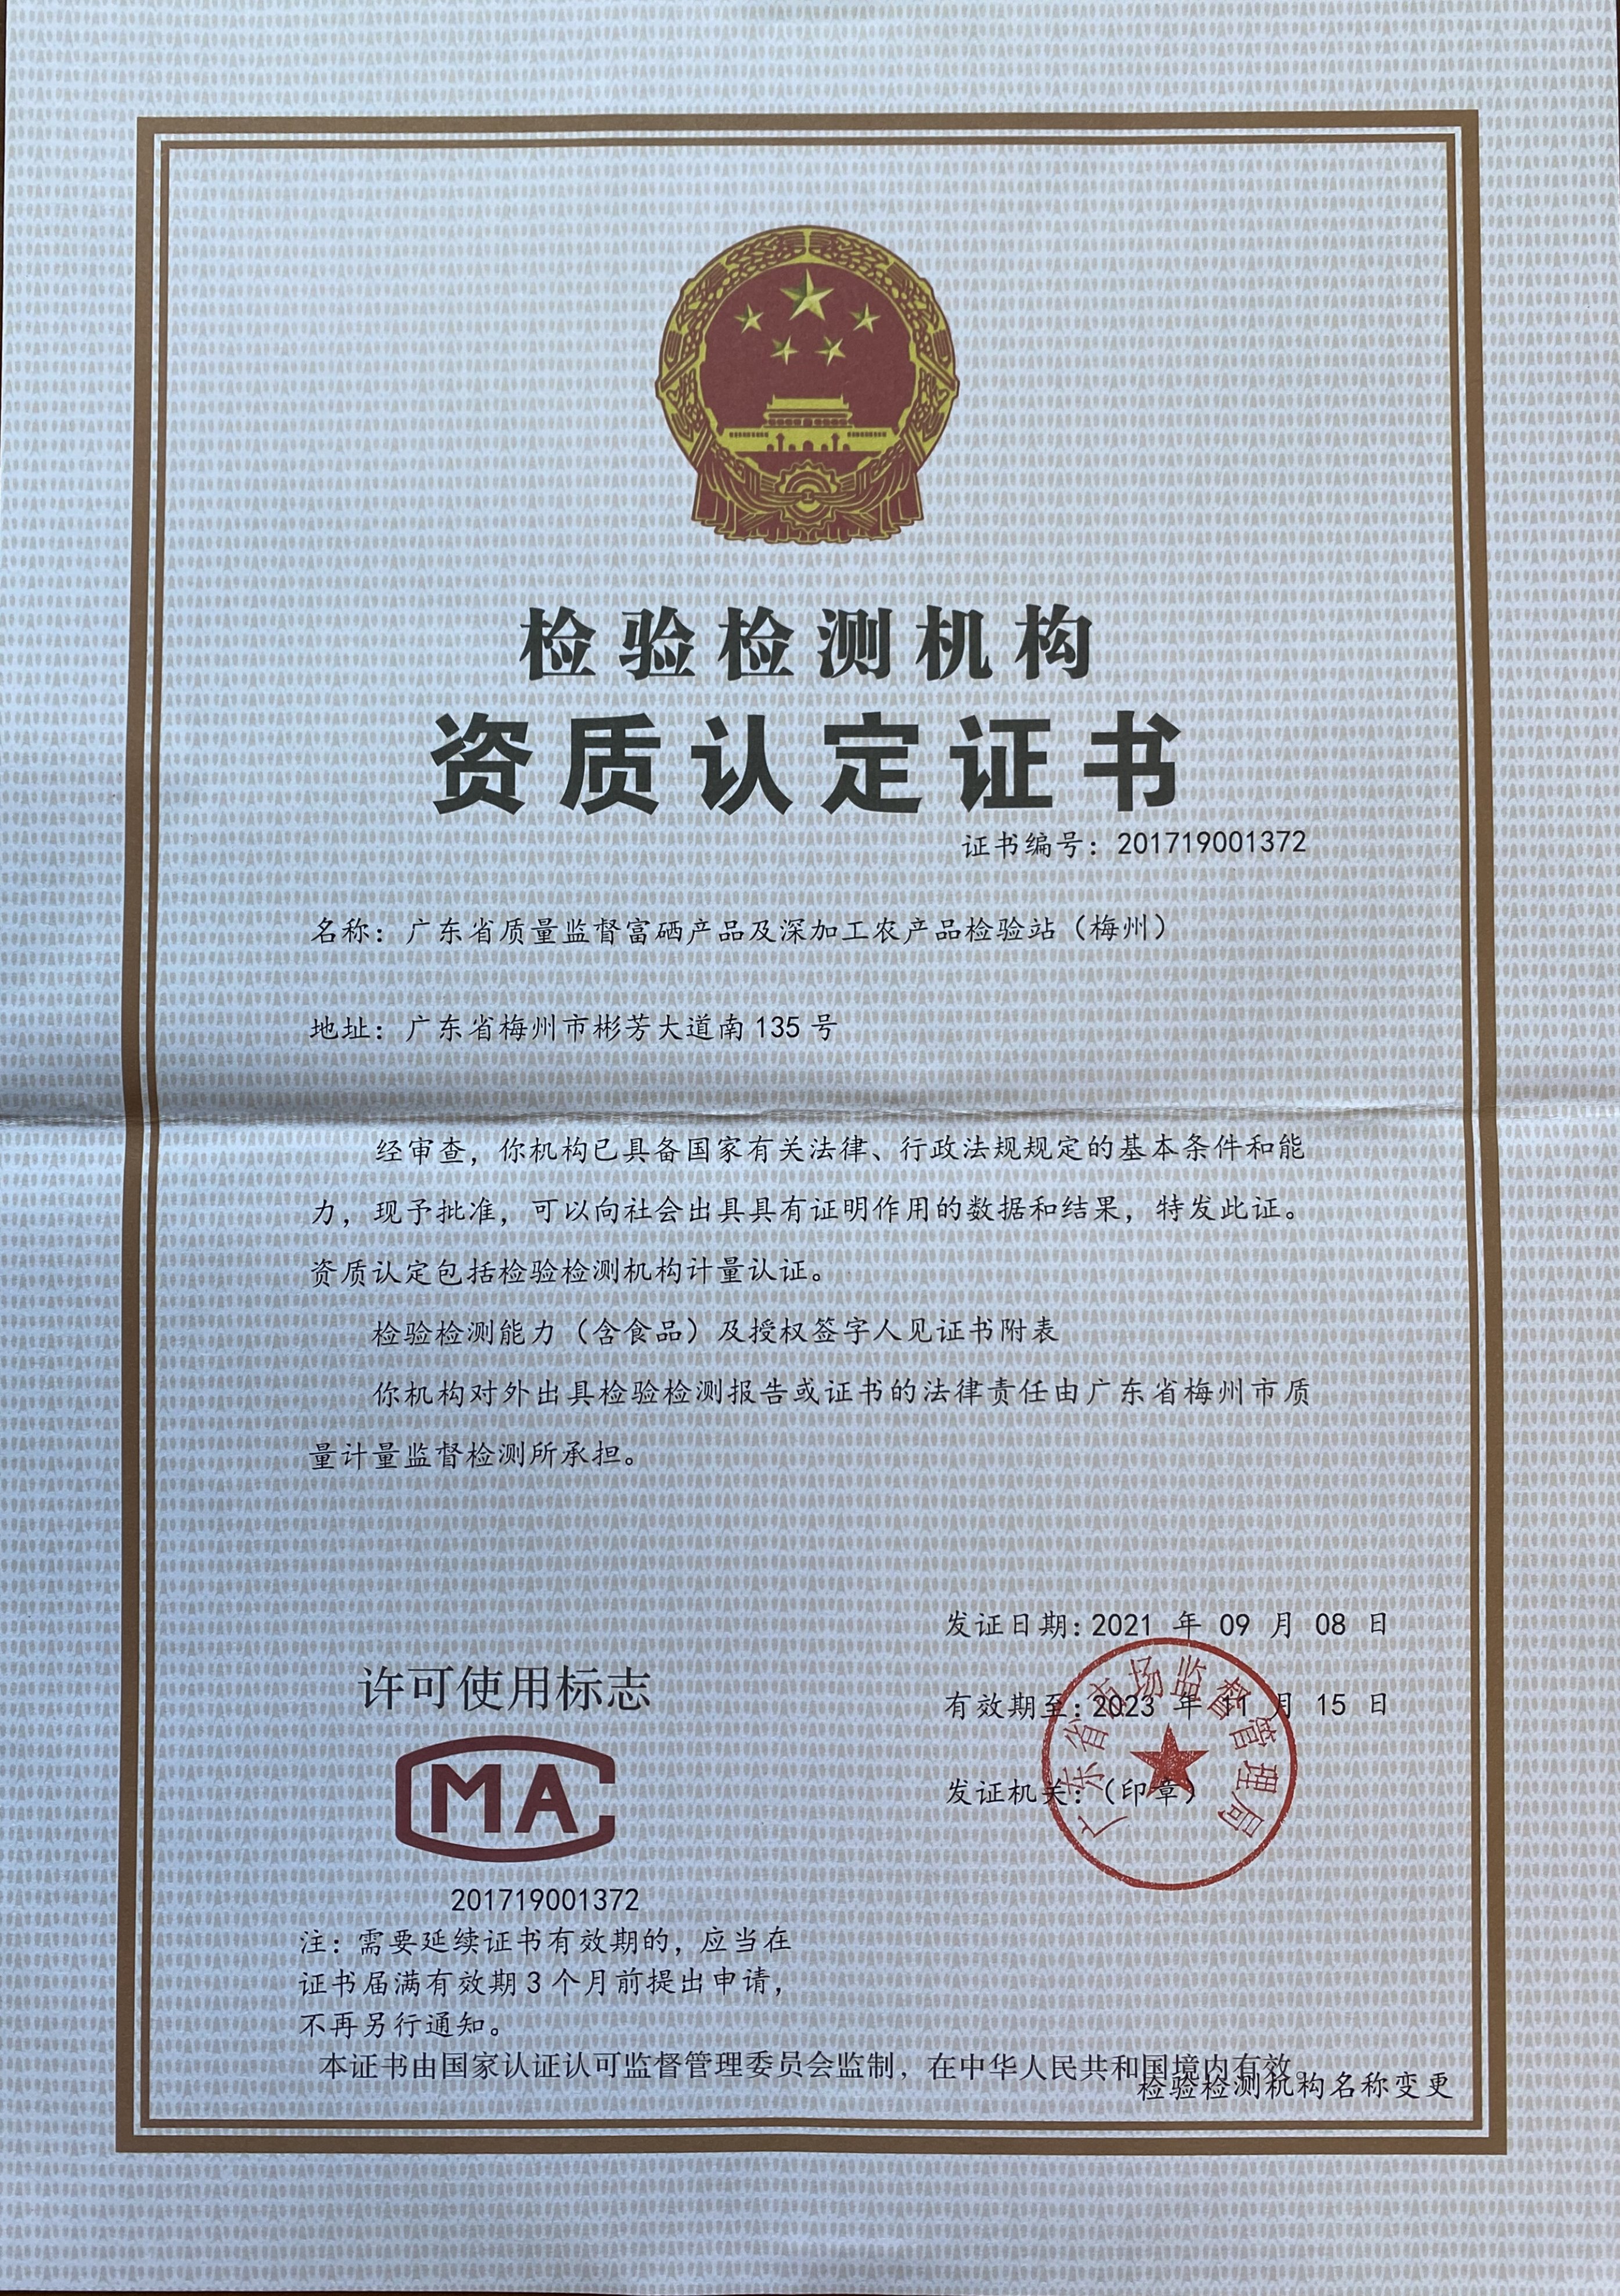 检验检测机构
资质认定证书
证书编号：201719001372
名称：广东省质量监督富硒产品及深加工农产品检验站（梅州）
地址：广东省梅州市彬芳大道南 135 号
经审查，你机构已具备国家有关法律、行政法规规定的基本条件和能
力，现予批准，可以向社会出具具有证明作用的数据和结果，特发此证。
资质认定包括检验检测机构计量认证。
检验检测能力（含食品）及授权签字人见证书附表
你机构对外出具检验检测报告或证书的法律责任由广东省梅州市质
量计量监督检测所承担。
发证日期：2021 年 09 月 08 日
许可使用标志
有效期至：2023 年 11 月 15 日
发证机关：（印章）
广东省市场监督管理局
MA
201719001372
注：需要延续证书有效期的，应当在
证书届满有效期 3 个月前提出申请，
不再另行通知。
本证书由国家认证认可监督管理委员会监制，在中华人民共和国境内有效。
检验检测机构名称变更